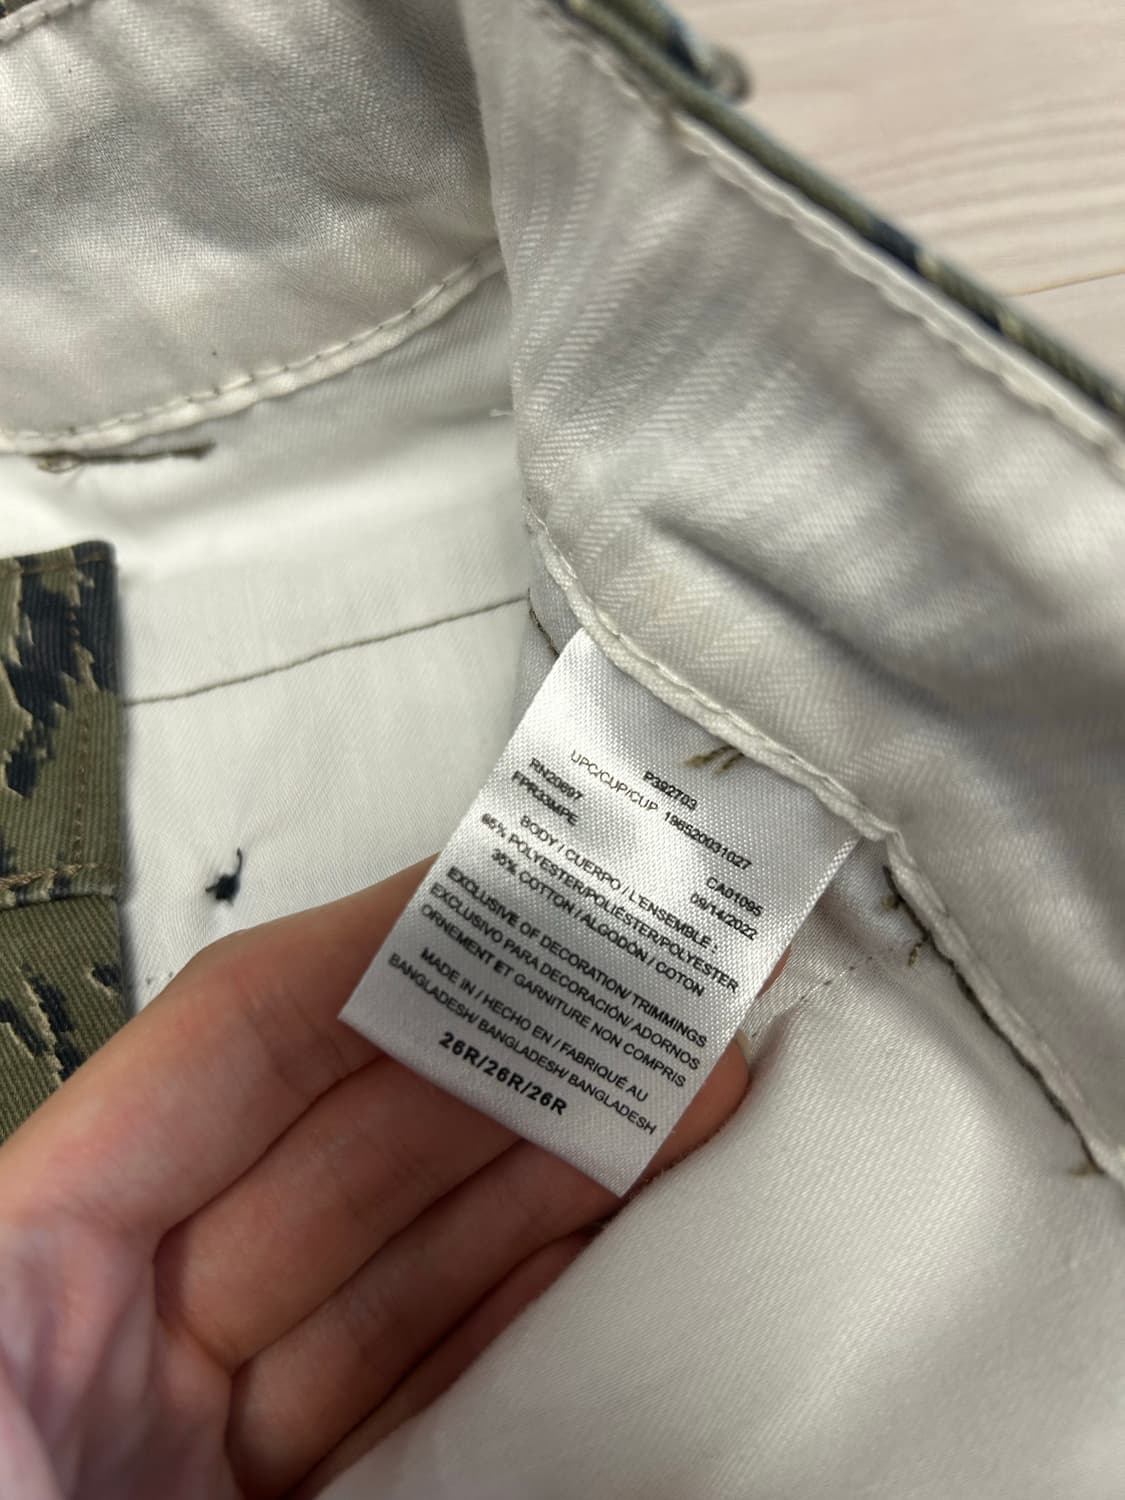 P392703
UPC/CUP/CUP 196520031027
RN20697 CA01095
FPR33MPE 09/14/2022
BODY / CUERPO / L'ENSEMBLE :
65% POLYESTER/POLIÉSTER/POLYESTER
35% COTTON / ALGODÓN / COTON
EXCLUSIVE OF DECORATION/ TRIMMINGS
EXCLUSIVO PARA DECORACIÓN/ ADORNOS
ORNEMENT ET GARNITURE NON COMPRIS
MADE IN / HECHO EN / FABRIQUÉ AU
BANGLADESH/ BANGLADESH/ BANGLADESH
26R/26R/26R